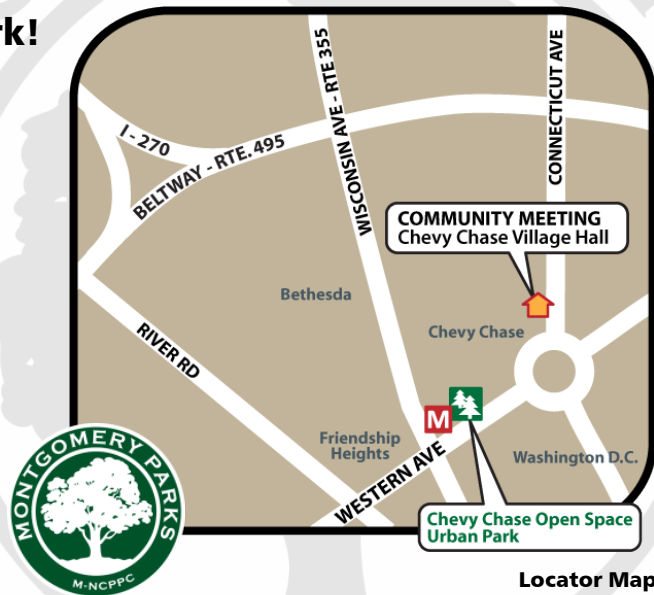 rk!
I - 270
BELTWAY - RTE. 495
WISCONSIN AVE - RTE 355
CONNECTICUT AVE
COMMUNITY MEETING
Chevy Chase Village Hall
Bethesda
Chevy Chase
RIVER RD
M
Friendship
Heights
WESTERN AVE
Washington D.C.
Chevy Chase Open Space
Urban Park
MONTGOMERY PARKS
M-NCPPC
Locator Map